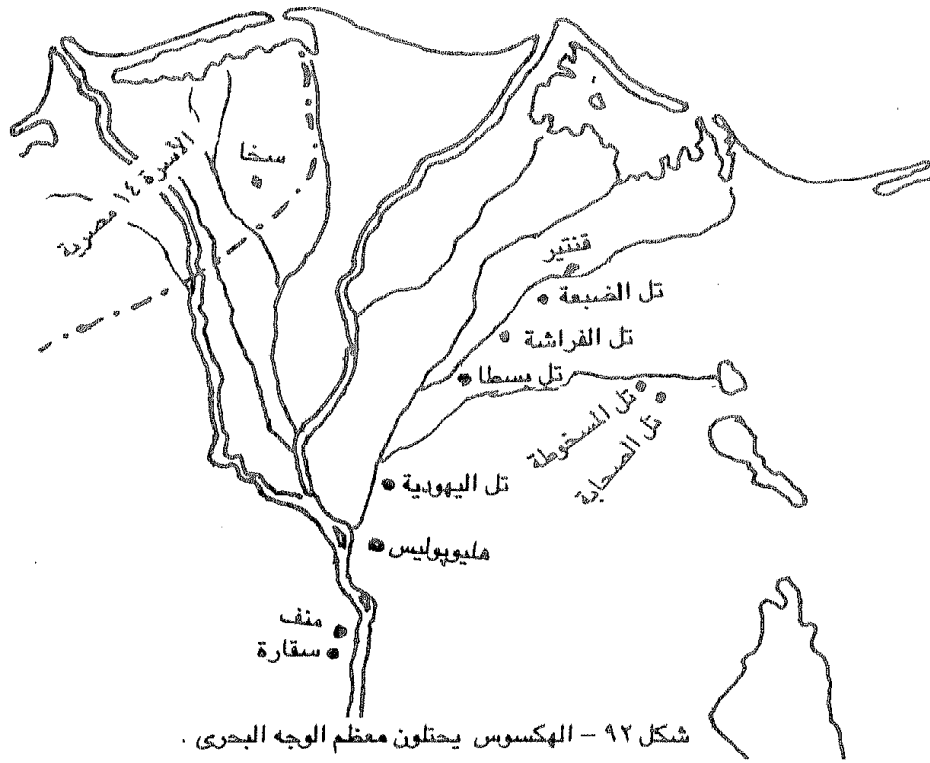 سخا
الأسرة ١٤ مصرية
قنتير
تل الضبعة
تل الفراشة
تل بسطا
تل المسخوطة
تل الصحابة
تل اليهودية
هليوبوليس
منف
سقارة
شكل ٩٢ – الهكسوس يحتلون معظم الوجه البحرى .